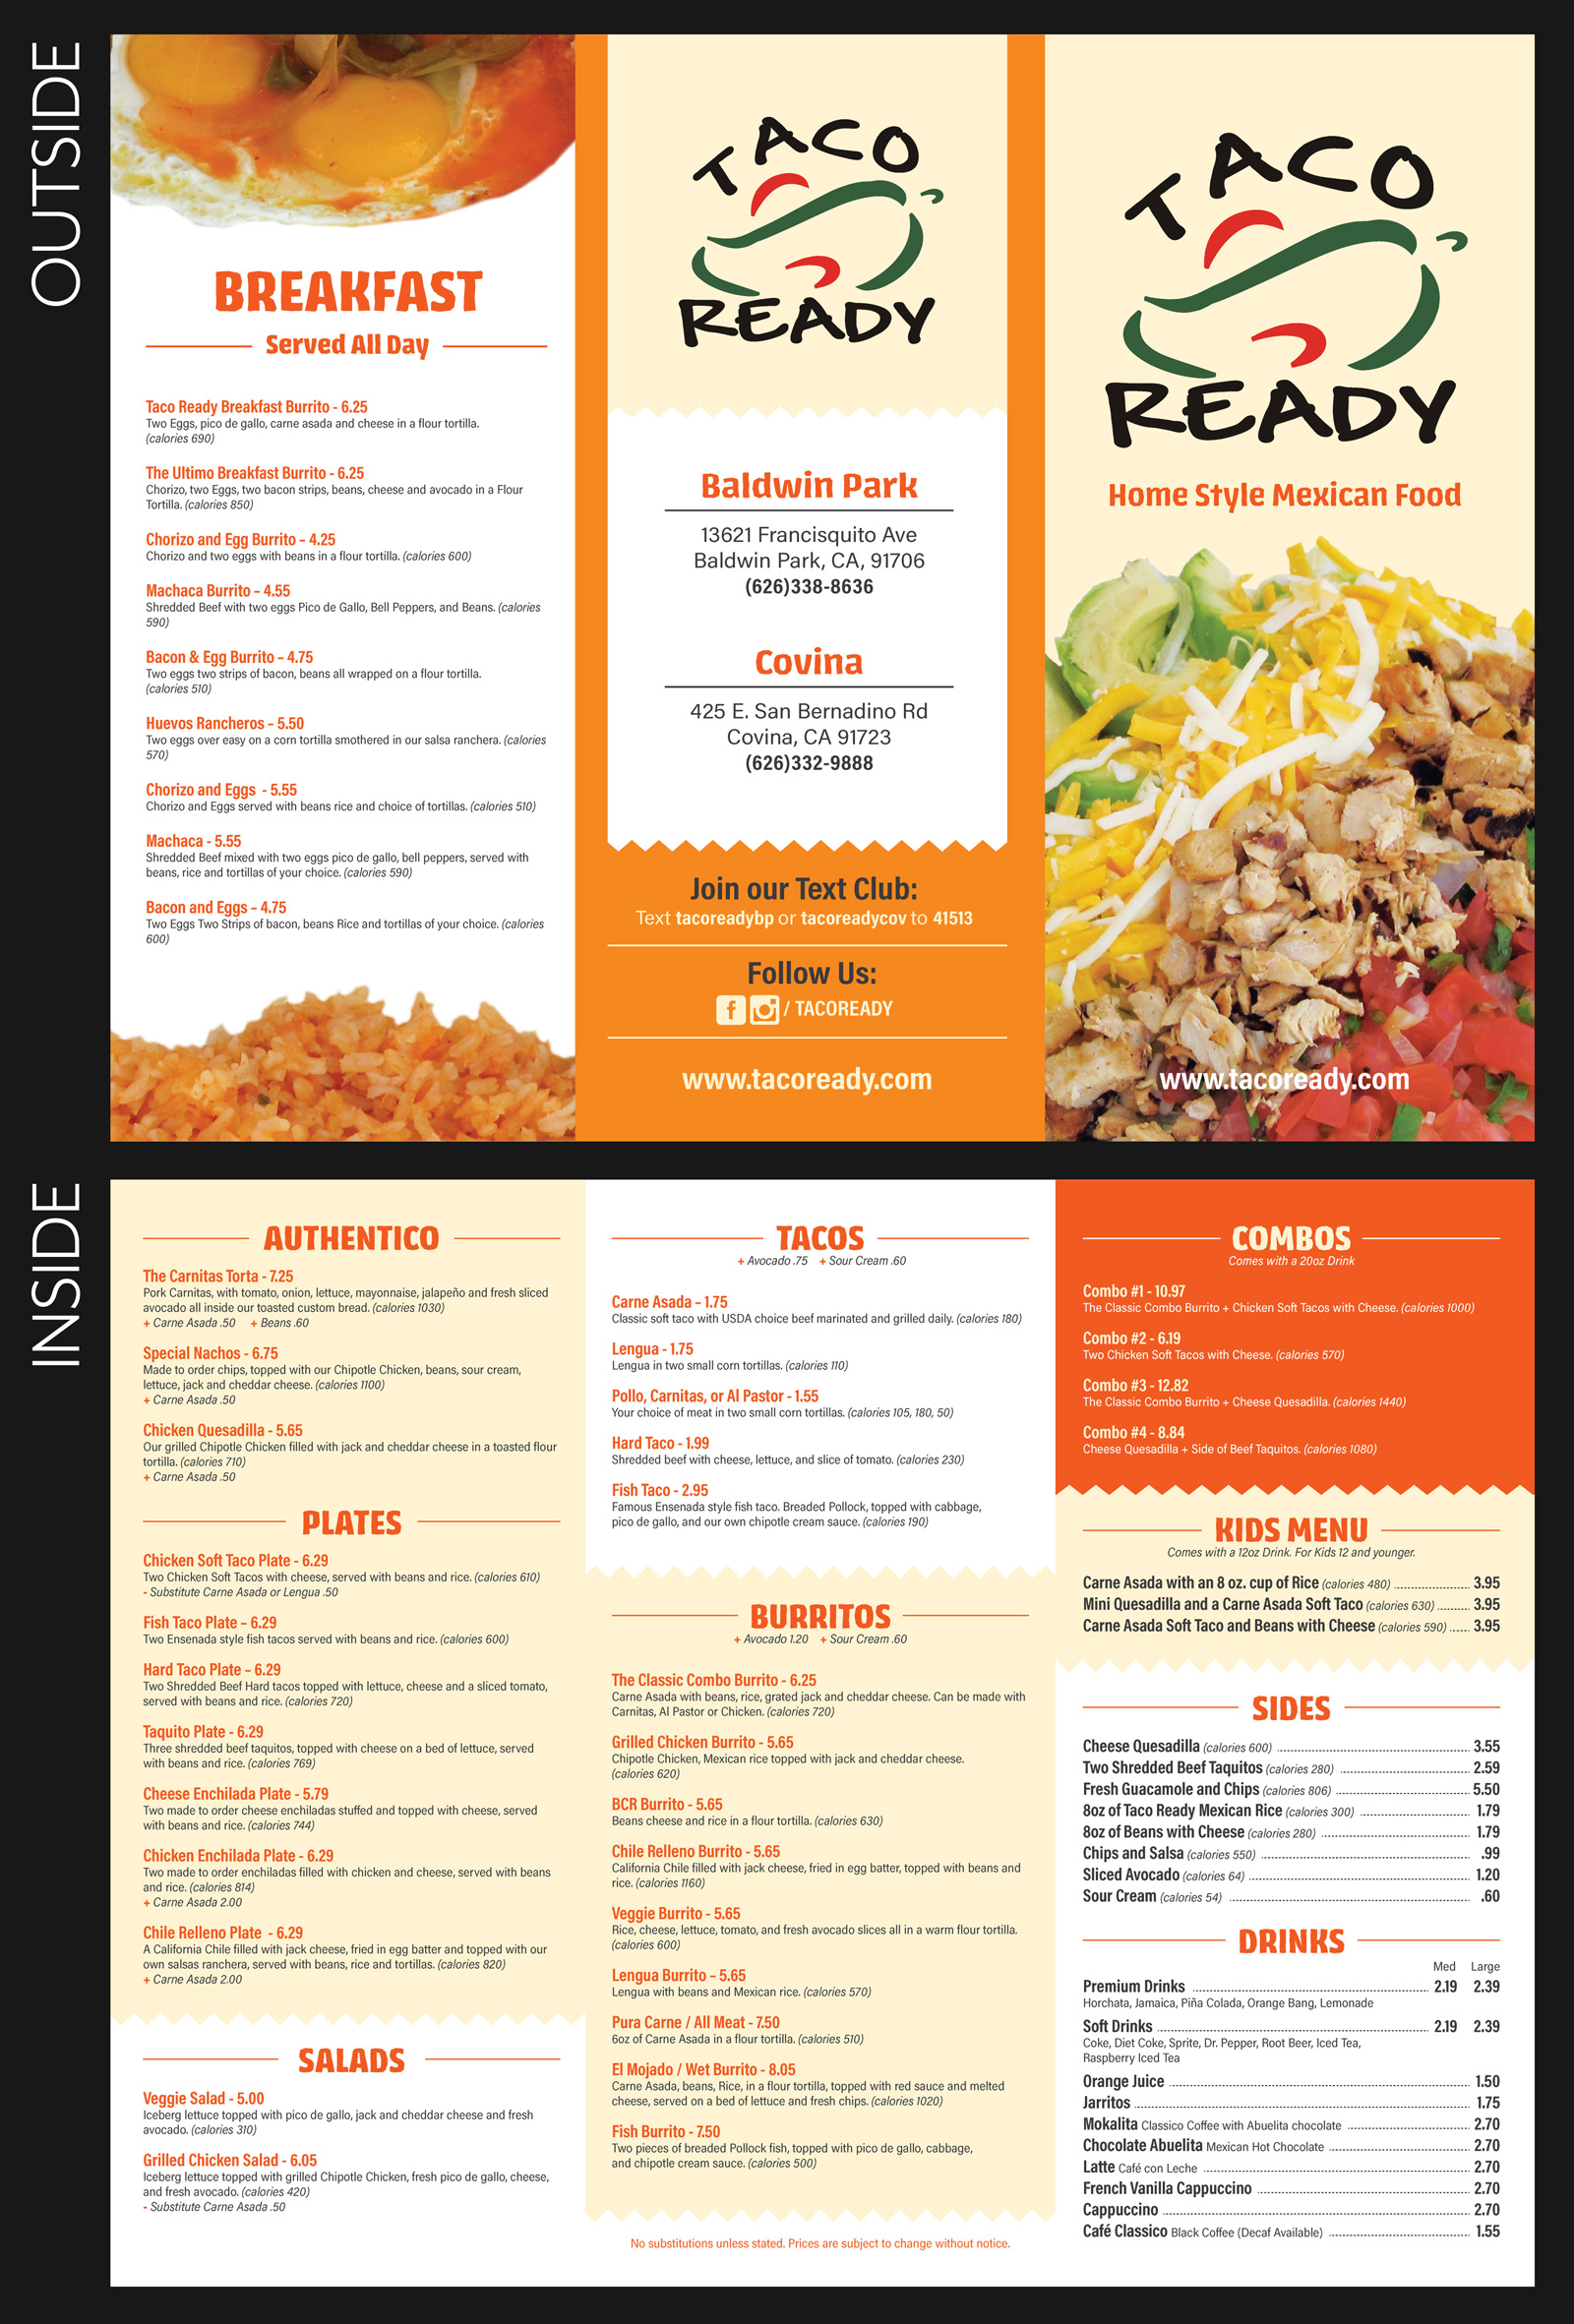 OUTSIDE
BREAKFAST
Served All Day
Taco Ready Breakfast Burrito - 6.25
Two Eggs, pico de gallo, carne asada and cheese in a flour tortilla.
(calories 690)
The Ultimo Breakfast Burrito - 6.25
Chorizo, two Eggs, two bacon strips, beans, cheese and avocado in a Flour
Tortilla. (calories 850)
Chorizo and Egg Burrito – 4.25
Chorizo and two eggs with beans in a flour tortilla. (calories 600)
Machaca Burrito – 4.55
Shredded Beef with two eggs Pico de Gallo, Bell Peppers, and Beans. (calories
590)
Bacon & Egg Burrito – 4.75
Two eggs two strips of bacon, beans all wrapped on a flour tortilla.
(calories 510)
Huevos Rancheros – 5.50
Two eggs over easy on a corn tortilla smothered in our salsa ranchera. (calories
570)
Chorizo and Eggs - 5.55
Chorizo and Eggs served with beans rice and choice of tortillas. (calories 510)
Machaca - 5.55
Shredded Beef mixed with two eggs pico de gallo, bell peppers, served with
beans, rice and tortillas of your choice. (calories 590)
Bacon and Eggs – 4.75
Two Eggs Two Strips of bacon, beans Rice and tortillas of your choice. (calories
600)
TACO
READY
Baldwin Park
13621 Francisquito Ave
Baldwin Park, CA, 91706
(626)338-8636
Covina
425 E. San Bernadino Rd
Covina, CA 91723
(626)332-9888
Join our Text Club:
Text tacoreadybp or tacoreadycov to 41513
Follow Us:
/ TACOREADY
www.tacoready.com
TACO
READY
Home Style Mexican Food
www.tacoready.com
INSIDE
AUTHENTICO
The Carnitas Torta - 7.25
Pork Carnitas, with tomato, onion, lettuce, mayonnaise, jalapeño and fresh sliced
avocado all inside our toasted custom bread. (calories 1030)
+ Carne Asada .50 + Beans .60
Special Nachos - 6.75
Made to order chips, topped with our Chipotle Chicken, beans, sour cream,
lettuce, jack and cheddar cheese. (calories 1100)
+ Carne Asada .50
Chicken Quesadilla - 5.65
Our grilled Chipotle Chicken filled with jack and cheddar cheese in a toasted flour
tortilla. (calories 710)
+ Carne Asada .50
PLATES
Chicken Soft Taco Plate - 6.29
Two Chicken Soft Tacos with cheese, served with beans and rice. (calories 610)
- Substitute Carne Asada or Lengua .50
Fish Taco Plate – 6.29
Two Ensenada style fish tacos served with beans and rice. (calories 600)
Hard Taco Plate – 6.29
Two Shredded Beef Hard tacos topped with lettuce, cheese and a sliced tomato,
served with beans and rice. (calories 720)
Taquito Plate - 6.29
Three shredded beef taquitos, topped with cheese on a bed of lettuce, served
with beans and rice. (calories 769)
Cheese Enchilada Plate - 5.79
Two made to order cheese enchiladas stuffed and topped with cheese, served
with beans and rice. (calories 744)
Chicken Enchilada Plate - 6.29
Two made to order enchiladas filled with chicken and cheese, served with beans
and rice. (calories 814)
+ Carne Asada 2.00
Chile Relleno Plate - 6.29
A California Chile filled with jack cheese, fried in egg batter and topped with our
own salsas ranchera, served with beans, rice and tortillas. (calories 820)
+ Carne Asada 2.00
SALADS
Veggie Salad - 5.00
Iceberg lettuce topped with pico de gallo, jack and cheddar cheese and fresh
avocado. (calories 310)
Grilled Chicken Salad - 6.05
Iceberg lettuce topped with grilled Chipotle Chicken, fresh pico de gallo, cheese,
and fresh avocado. (calories 420)
- Substitute Carne Asada .50
TACOS
+ Avocado .75 + Sour Cream .60
Carne Asada – 1.75
Classic soft taco with USDA choice beef marinated and grilled daily. (calories 180)
Lengua - 1.75
Lengua in two small corn tortillas. (calories 110)
Pollo, Carnitas, or Al Pastor - 1.55
Your choice of meat in two small corn tortillas. (calories 105, 180, 50)
Hard Taco - 1.99
Shredded beef with cheese, lettuce, and slice of tomato. (calories 230)
Fish Taco - 2.95
Famous Ensenada style fish taco. Breaded Pollock, topped with cabbage,
pico de gallo, and our own chipotle cream sauce. (calories 190)
BURRITOS
+ Avocado 1.20 + Sour Cream .60
The Classic Combo Burrito - 6.25
Carne Asada with beans, rice, grated jack and cheddar cheese. Can be made with
Carnitas, Al Pastor or Chicken. (calories 720)
Grilled Chicken Burrito - 5.65
Chipotle Chicken, Mexican rice topped with jack and cheddar cheese.
(calories 620)
BCR Burrito - 5.65
Beans cheese and rice in a flour tortilla. (calories 630)
Chile Relleno Burrito - 5.65
California Chile filled with jack cheese, fried in egg batter, topped with beans and
rice. (calories 1160)
Veggie Burrito - 5.65
Rice, cheese, lettuce, tomato, and fresh avocado slices all in a warm flour tortilla.
(calories 600)
Lengua Burrito – 5.65
Lengua with beans and Mexican rice. (calories 570)
Pura Carne / All Meat - 7.50
6oz of Carne Asada in a flour tortilla. (calories 510)
El Mojado / Wet Burrito - 8.05
Carne Asada, beans, Rice, in a flour tortilla, topped with red sauce and melted
cheese, served on a bed of lettuce and fresh chips. (calories 1020)
Fish Burrito - 7.50
Two pieces of breaded Pollock fish, topped with pico de gallo, cabbage,
and chipotle cream sauce. (calories 500)
No substitutions unless stated. Prices are subject to change without notice.
COMBOS
Comes with a 20oz Drink
Combo #1 - 10.97
The Classic Combo Burrito + Chicken Soft Tacos with Cheese. (calories 1000)
Combo #2 - 6.19
Two Chicken Soft Tacos with Cheese. (calories 570)
Combo #3 - 12.82
The Classic Combo Burrito + Cheese Quesadilla. (calories 1440)
Combo #4 - 8.84
Cheese Quesadilla + Side of Beef Taquitos. (calories 1080)
KIDS MENU
Comes with a 12oz Drink. For Kids 12 and younger.
Carne Asada with an 8 oz. cup of Rice (calories 480) 3.95
Mini Quesadilla and a Carne Asada Soft Taco (calories 630) 3.95
Carne Asada Soft Taco and Beans with Cheese (calories 590) 3.95
SIDES
Cheese Quesadilla (calories 600) 3.55
Two Shredded Beef Taquitos (calories 280) 2.59
Fresh Guacamole and Chips (calories 806) 5.50
8oz of Taco Ready Mexican Rice (calories 300) 1.79
8oz of Beans with Cheese (calories 280) 1.79
Chips and Salsa (calories 550) .99
Sliced Avocado (calories 64) 1.20
Sour Cream (calories 54) .60
DRINKS
Med Large
Premium Drinks 2.19 2.39
Horchata, Jamaica, Piña Colada, Orange Bang, Lemonade
Soft Drinks 2.19 2.39
Coke, Diet Coke, Sprite, Dr. Pepper, Root Beer, Iced Tea,
Raspberry Iced Tea
Orange Juice 1.50
Jarritos 1.75
Mokalita Classico Coffee with Abuelita chocolate 2.70
Chocolate Abuelita Mexican Hot Chocolate 2.70
Latte Café con Leche 2.70
French Vanilla Cappuccino 2.70
Cappuccino 2.70
Café Classico Black Coffee (Decaf Available) 1.55